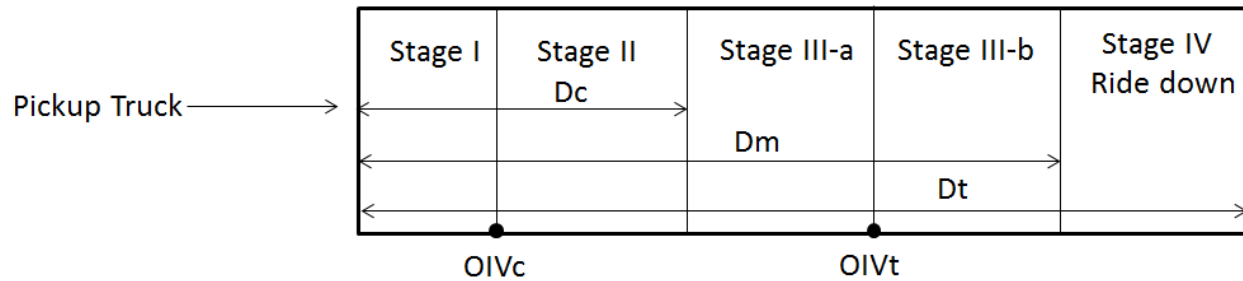 Stage I
Stage II
Stage III-a
Stage III-b
Stage IV
Ride down
Dc
Pickup Truck
Dm
Dt
OIVc
OIVt